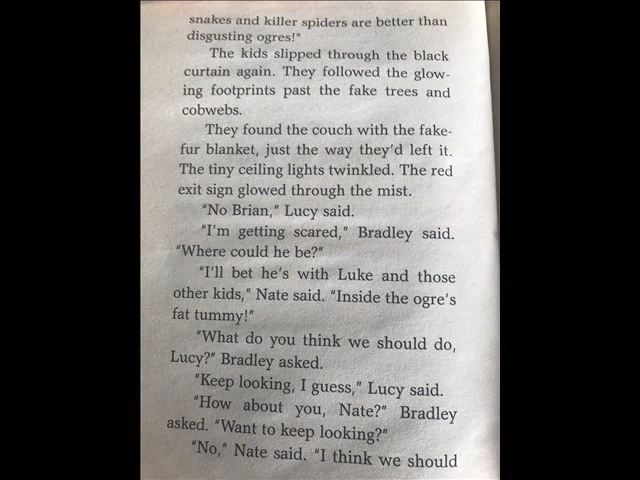 snakes and killer spiders are better than
disgusting ogres!"
The kids slipped through the black
curtain again. They followed the glow-
ing footprints past the fake trees and
cobwebs.
They found the couch with the fake-
fur blanket, just the way they'd left it.
The tiny ceiling lights twinkled. The red
exit sign glowed through the mist.
"No Brian," Lucy said.
"I'm getting scared," Bradley said.
"Where could he be?"
"I'll bet he's with Luke and those
other kids," Nate said. "Inside the ogre's
fat tummy!"
"What do you think we should do,
Lucy?" Bradley asked.
"Keep looking, I guess," Lucy said.
"How about you, Nate?" Bradley
asked. "Want to keep looking?"
"No," Nate said. "I think we should